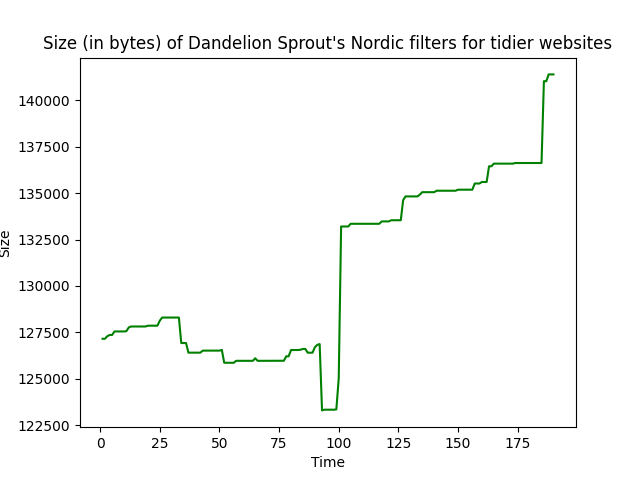 Size (in bytes) of Dandelion Sprout's Nordic filters for tidier websites
140000
137500
135000
132500
130000
127500
125000
122500
Size
0 25 50 75 100 125 150 175
Time